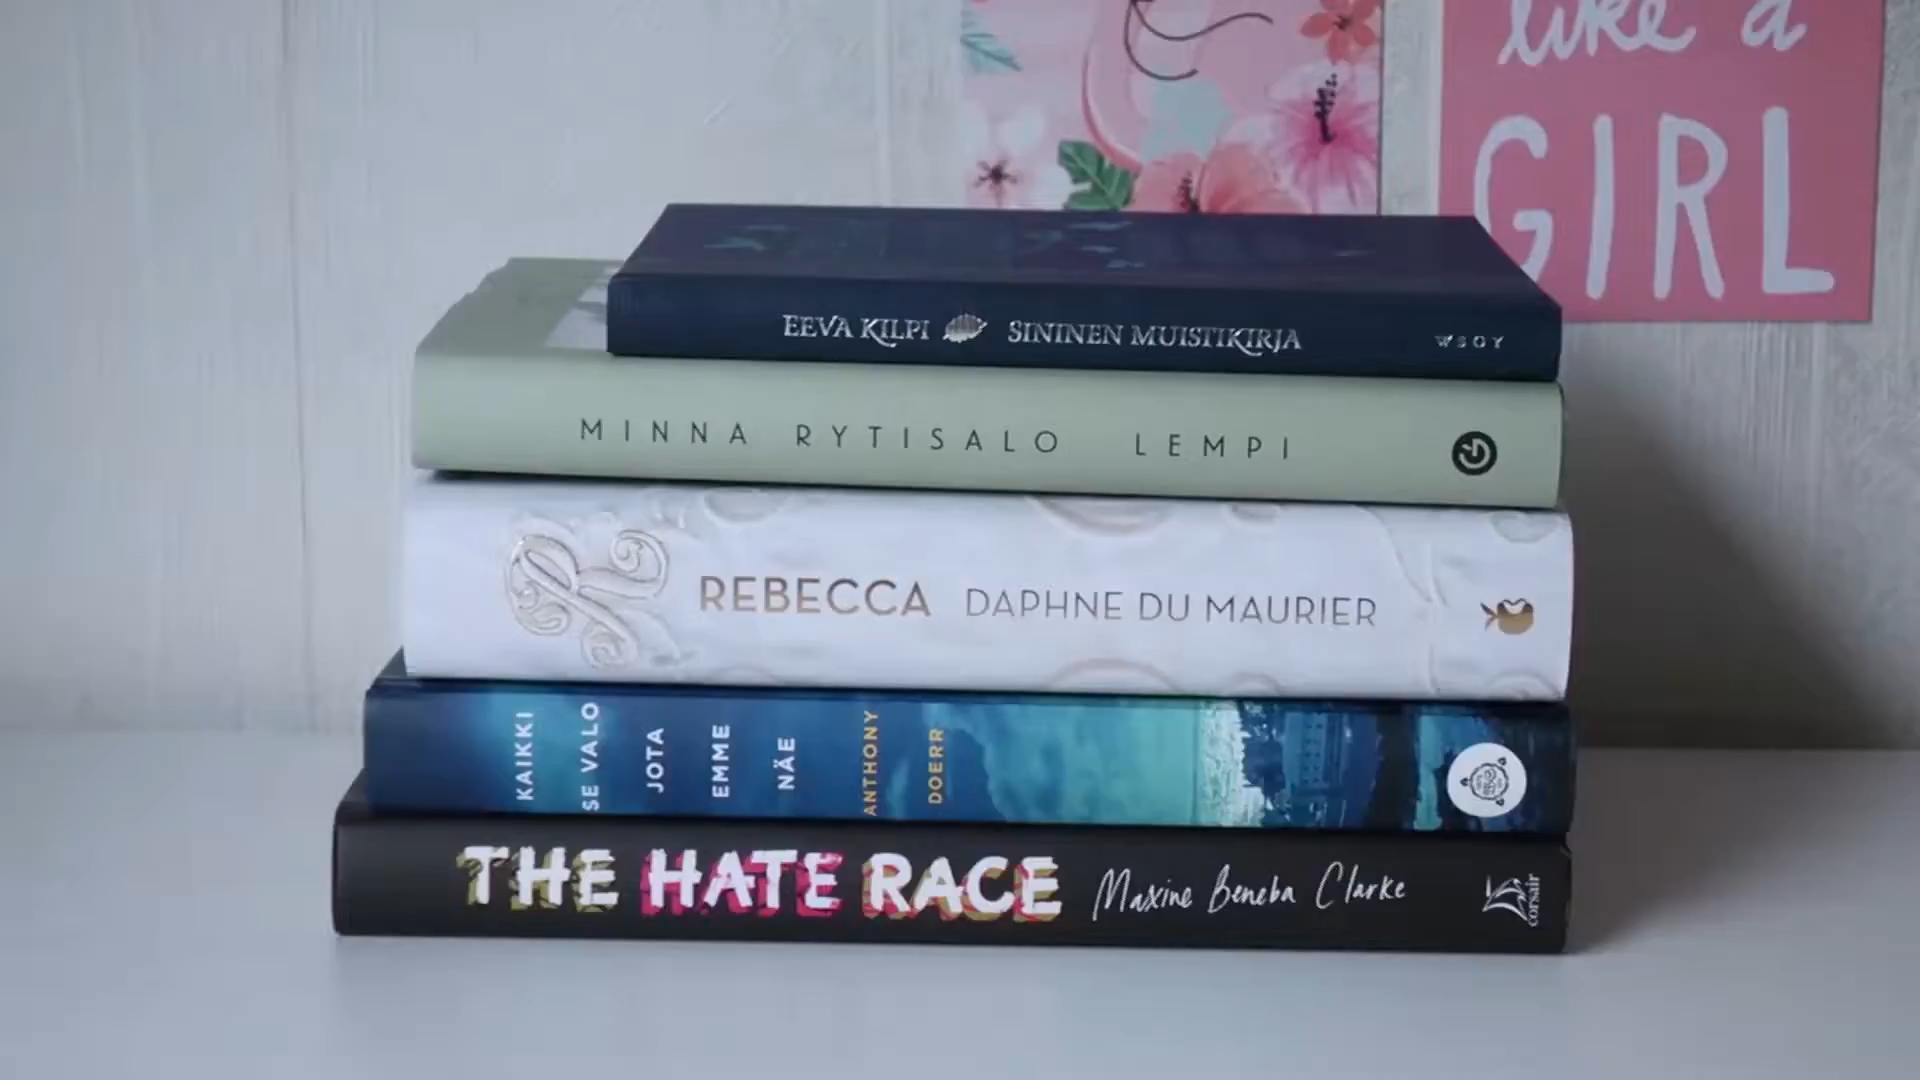 like a
GIRL
EEVA KILPI SININEN MUISTIKIRJA WSOY
MINNA RYTISALO LEMPI
R REBECCA DAPHNE DU MAURIER
KAIKKI
SE VALO
JOTA
EMME
NÄE
ANTHONY
DOERR
THE HATE RACE Maxine Beneba Clarke corsair